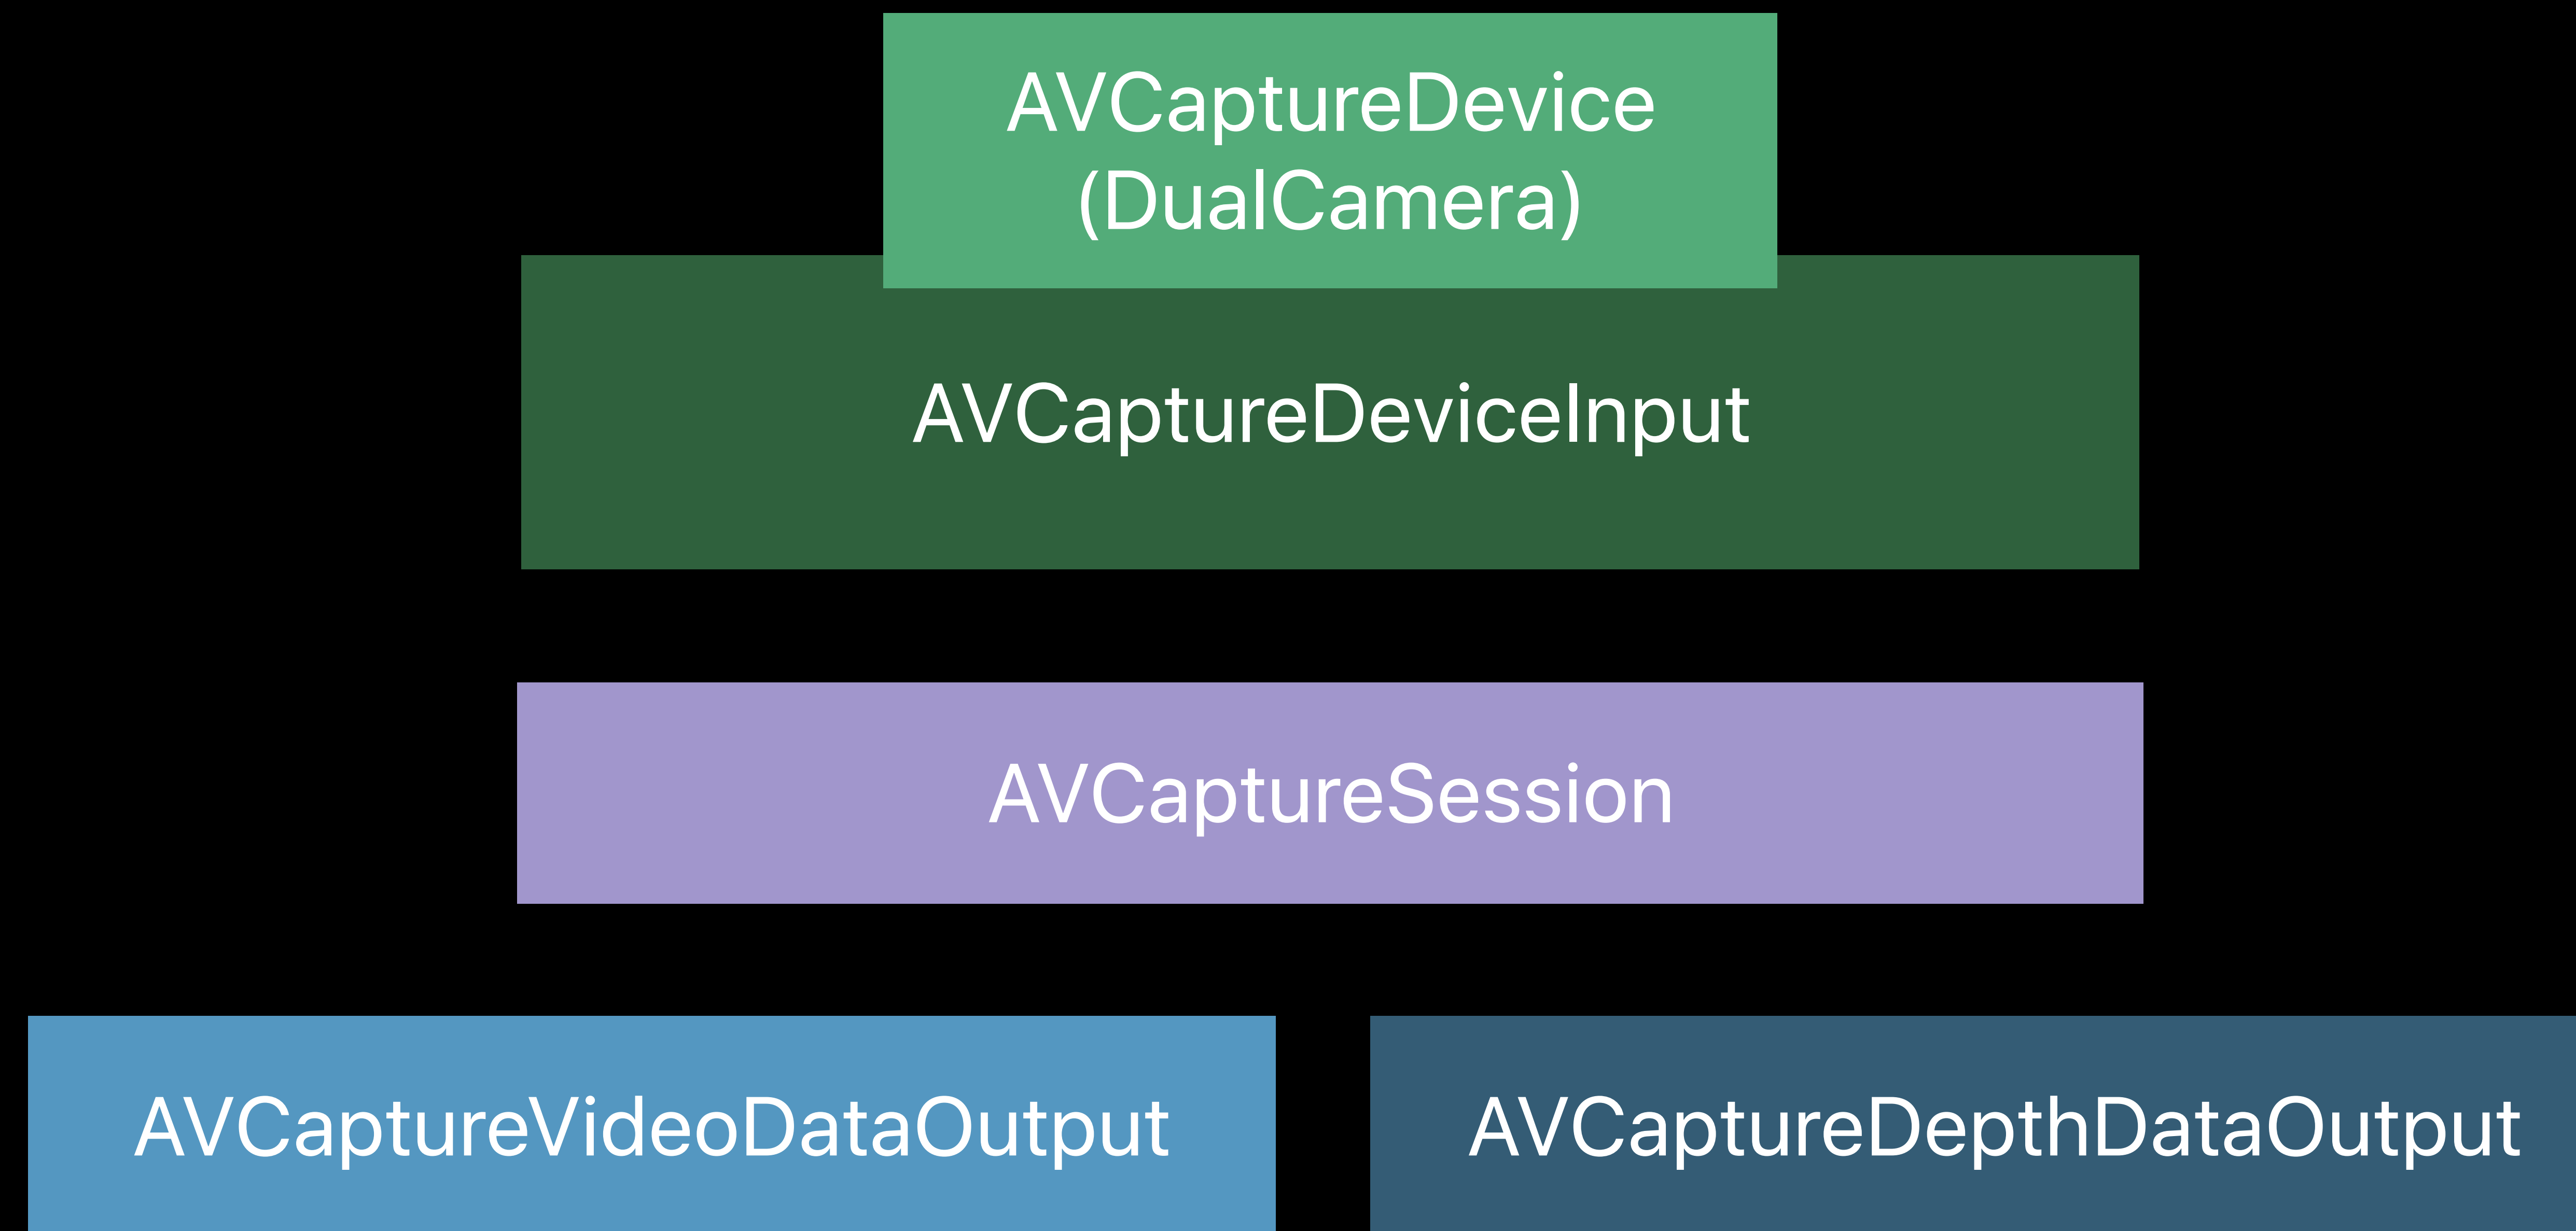 AVCaptureDevice
(DualCamera)
AVCaptureDeviceInput
AVCaptureSession
AVCaptureVideoDataOutput
AVCaptureDepthDataOutput